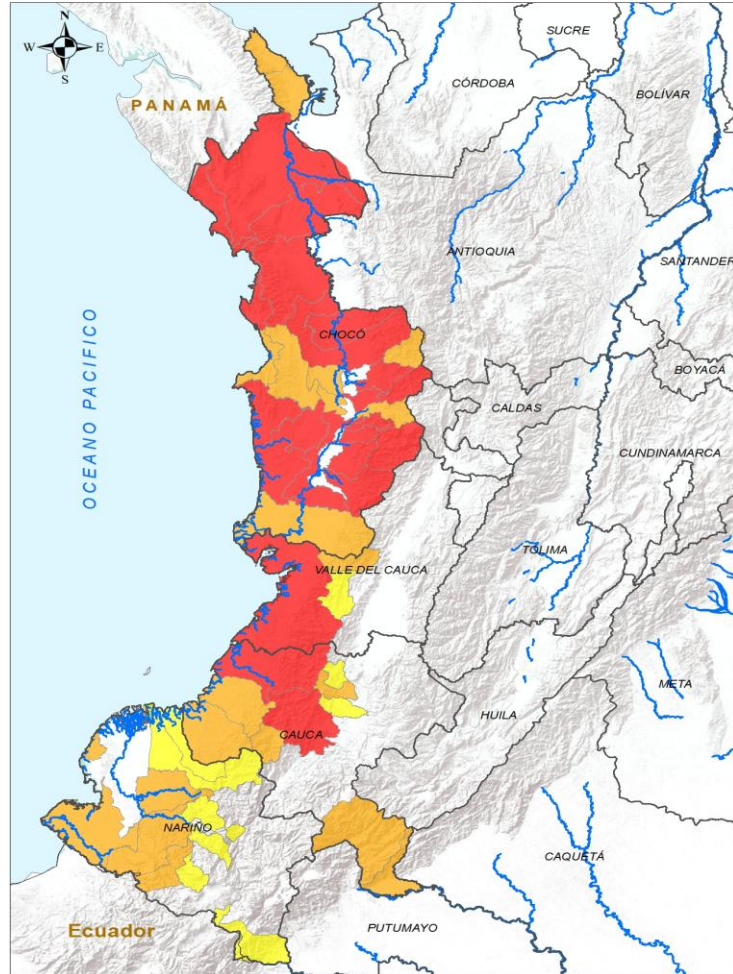 N
W E
S
SUCRE
CÓRDOBA
BOLÍVAR
PANAMÁ
ANTIOQUIA
SANTANDER
OCEANO PACIFICO
CHOCÓ
BOYACÁ
CALDAS
CUNDINAMARCA
TOLIMA
VALLE DEL CAUCA
META
HUILA
CAUCA
NARIÑO
CAQUETÁ
PUTUMAYO
Ecuador